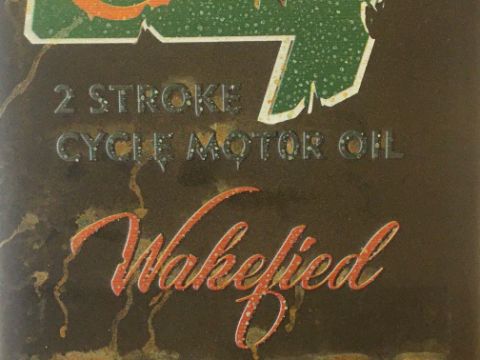 2 STROKE
CYCLE MOTOR OIL
Wakefied